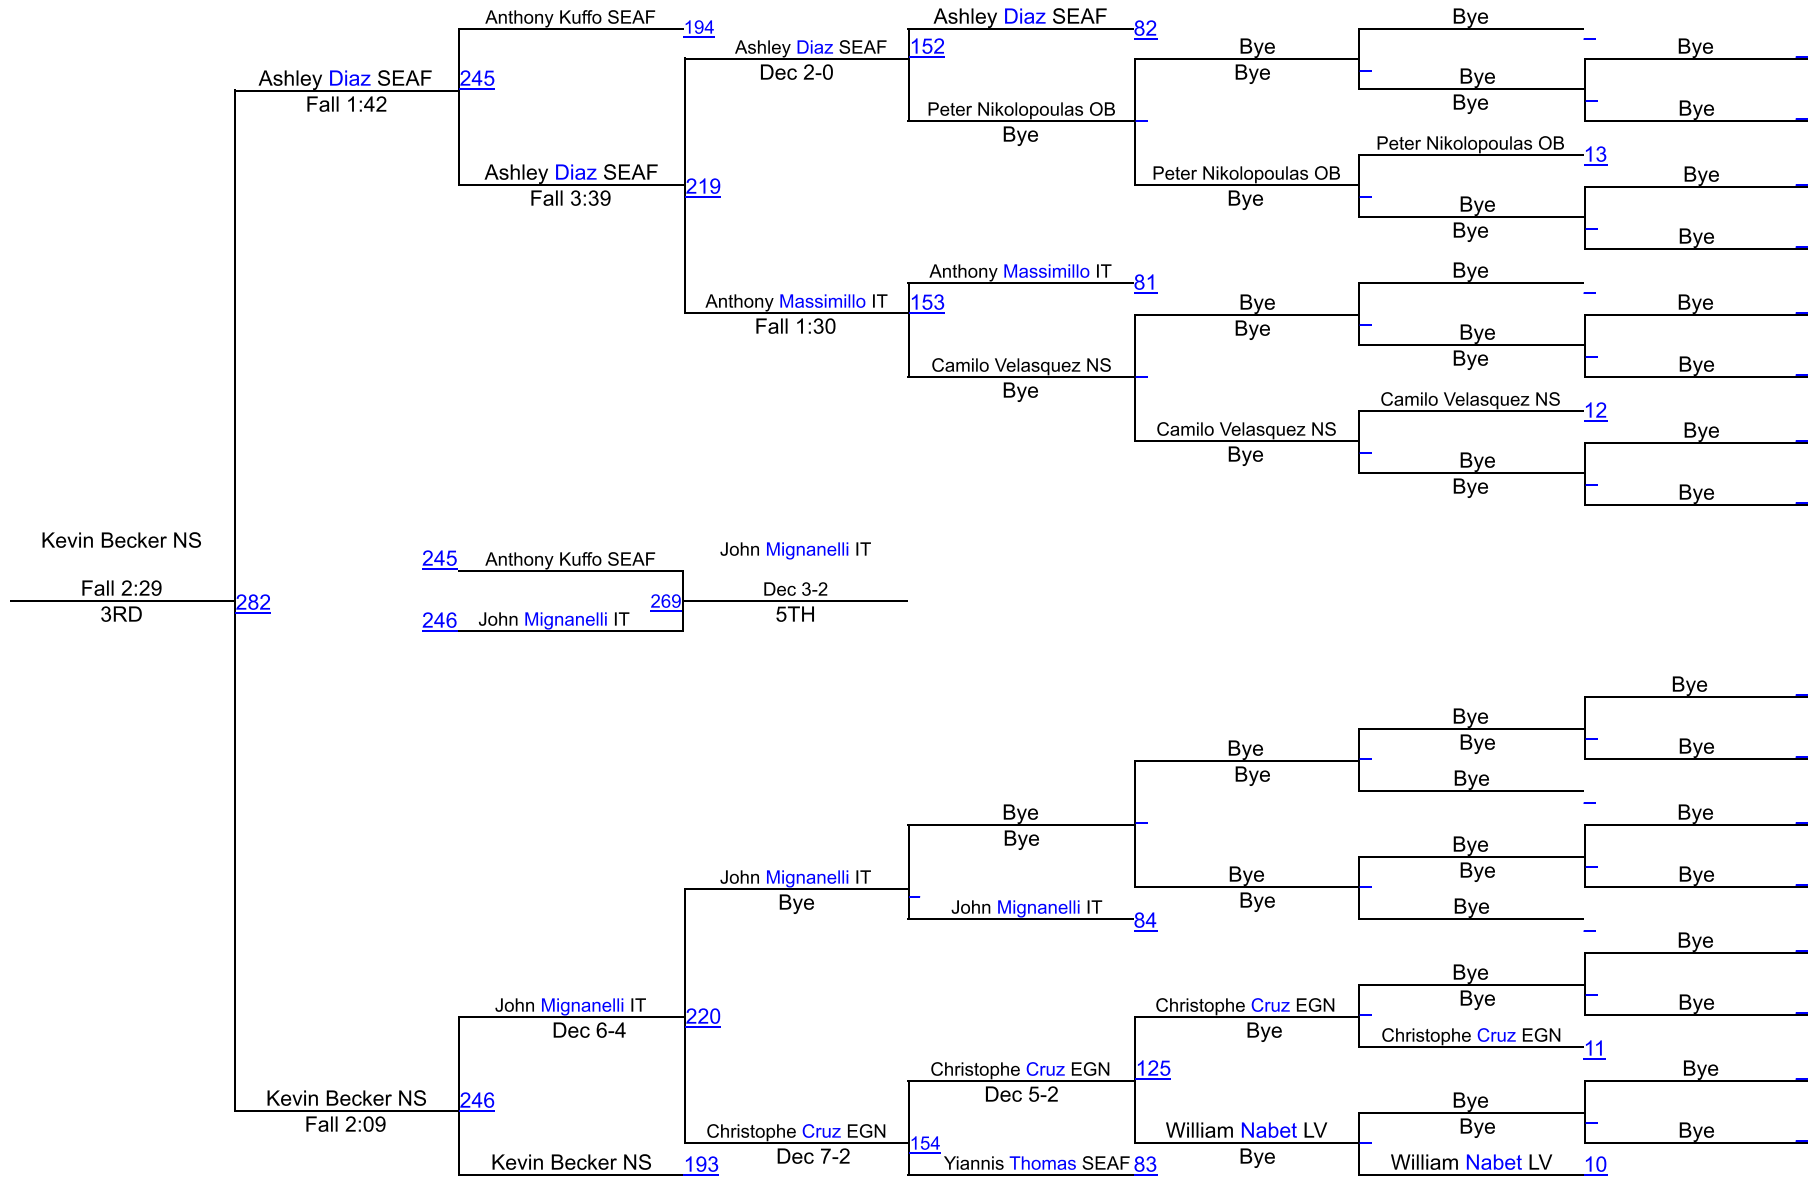 Anthony Kuffo SEAF
194
Ashley Diaz SEAF
82
Bye
Ashley Diaz SEAF
152
Bye
Bye
Dec 2-0
Bye
Ashley Diaz SEAF
245
Bye
Fall 1:42
Peter Nikolopoulas OB
Bye
Bye
Bye
Peter Nikolopoulas OB
13
Ashley Diaz SEAF
Peter Nikolopoulas OB
Bye
219
Fall 3:39
Bye
Bye
Bye
Bye
Anthony Massimillo IT
81
Bye
Anthony Massimillo IT
153
Bye
Bye
Fall 1:30
Bye
Bye
Camilo Velasquez NS
Bye
Bye
Bye
Camilo Velasquez NS
12
Camilo Velasquez NS
Bye
Bye
Bye
Bye
Bye
Kevin Becker NS
John Mignanelli IT
245
Anthony Kuffo SEAF
Fall 2:29
Dec 3-2
282
269
3RD
5TH
246
John Mignanelli IT
Bye
Bye
Bye
Bye
Bye
Bye
Bye
Bye
Bye
Bye
Bye
John Mignanelli IT
Bye
Bye
Bye
Bye
Bye
John Mignanelli IT
Bye
84
Bye
Bye
John Mignanelli IT
Christophe Cruz EGN
Bye
Bye
220
Dec 6-4
Bye
Christophe Cruz EGN
11
Christophe Cruz EGN
125
Bye
Dec 5-2
Kevin Becker NS
246
Bye
Fall 2:09
Bye
Christophe Cruz EGN
William Nabet LV
Bye
154
Dec 7-2
Bye
Kevin Becker NS
193
Yiannis Thomas SEAF
83
William Nabet LV
10